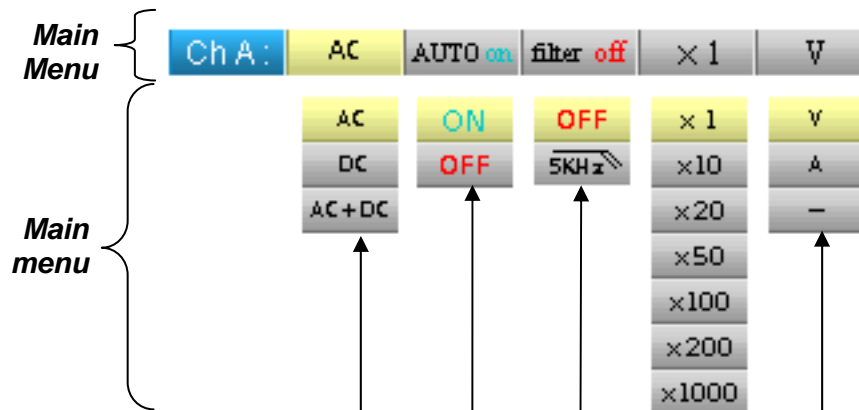 Main
Menu
Ch A : AC AUTO on filter off × 1 V
AC ON OFF × 1 V
DC OFF 5KHz ×10 A
AC+DC ×20 –
Main
menu
×50
×100
×200
×1000